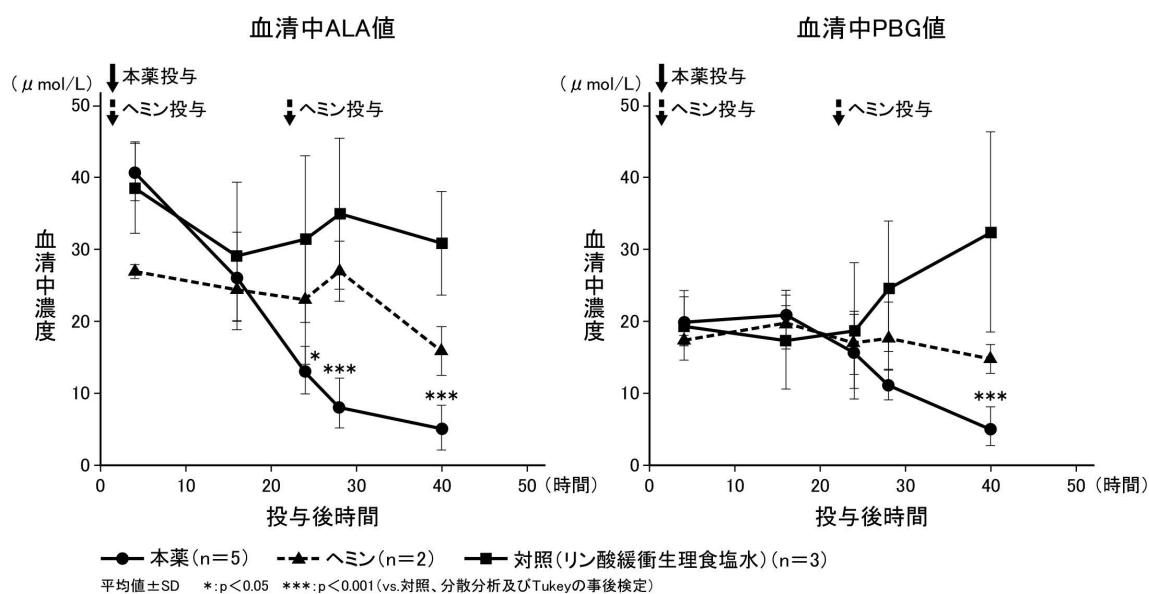 血清中ALA値
(μmol/L)
本薬投与
ヘミン投与
ヘミン投与
50
40
30
20
10
0
血清中濃度
*
***
***
0 10 20 30 40 50 (時間)
投与後時間
血清中PBG値
(μmol/L)
本薬投与
ヘミン投与
ヘミン投与
50
40
30
20
10
0
血清中濃度
***
0 10 20 30 40 50 (時間)
投与後時間
本薬(n=5) ヘミン(n=2) 対照(リン酸緩衝生理食塩水)(n=3)
平均値±SD *:p<0.05 ***:p<0.001(vs.対照、分散分析及びTukeyの事後検定)